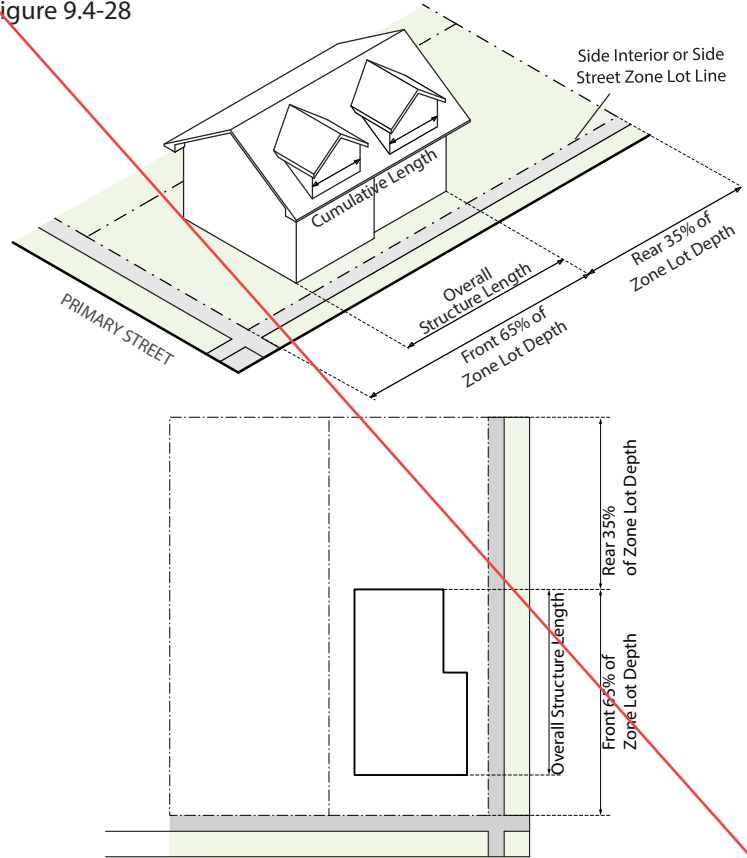 igure 9.4-28
Side Interior or Side
Street Zone Lot Line
Cumulative Length
Rear 35% of
Zone Lot Depth
Overall
Structure Length
Front 65% of
Zone Lot Depth
PRIMARY STREET
Rear 35%
of Zone Lot Depth
Overall Structure Length
Front 65% of
Zone Lot Depth